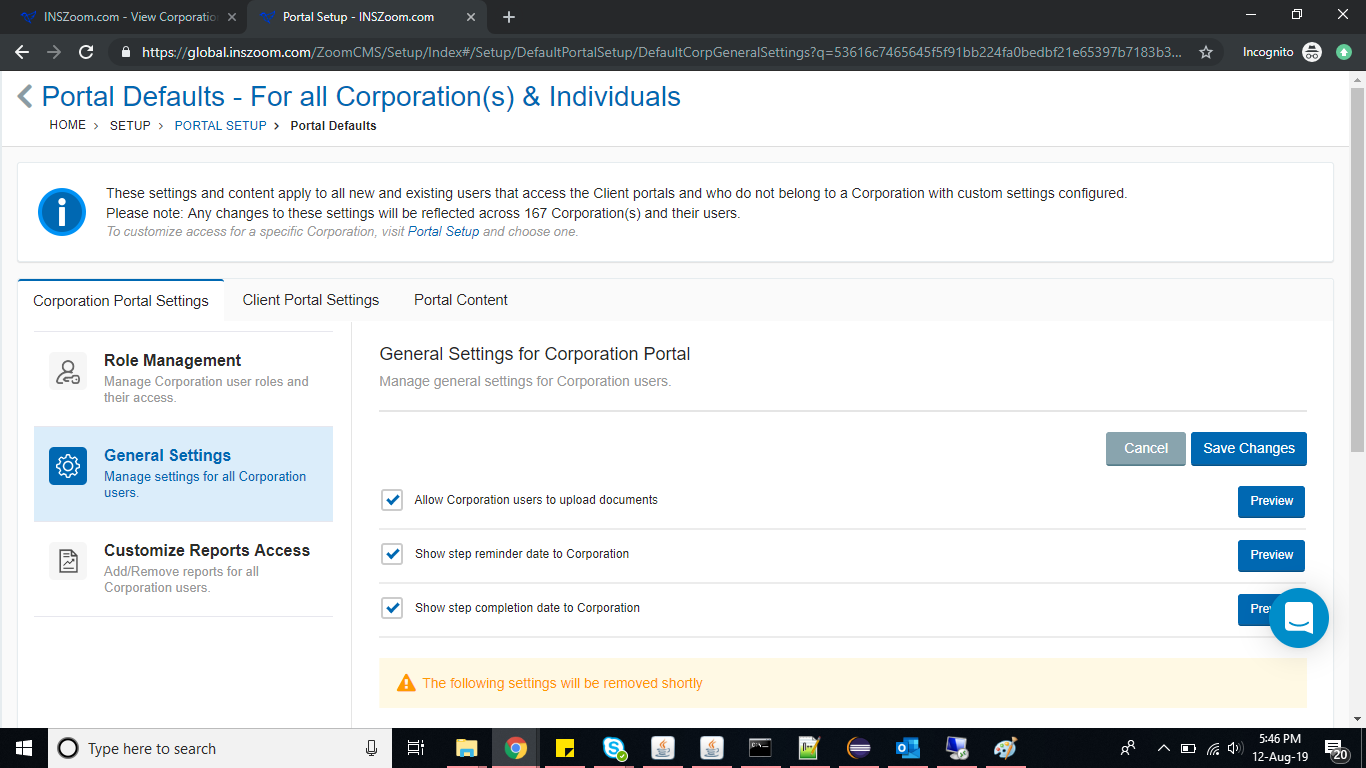 INSZoom.com - View Corporatio
Portal Setup - INSZoom.com
https://global.inszoom.com/ZoomCMS/Setup/Index#/Setup/DefaultPortalSetup/DefaultCorpGeneralSettings?q=53616c7465645f5f91bb224fa0bedbf21e65397b7183b3...
Incognito
Portal Defaults - For all Corporation(s) & Individuals
HOME > SETUP > PORTAL SETUP > Portal Defaults
These settings and content apply to all new and existing users that access the Client portals and who do not belong to a Corporation with custom settings configured.
Please note: Any changes to these settings will be reflected across 167 Corporation(s) and their users.
To customize access for a specific Corporation, visit Portal Setup and choose one.
Corporation Portal Settings
Client Portal Settings
Portal Content
Role Management
Manage Corporation user roles and
their access.
General Settings
Manage settings for all Corporation
users.
Customize Reports Access
Add/Remove reports for all
Corporation users.
General Settings for Corporation Portal
Manage general settings for Corporation users.
Cancel
Save Changes
Allow Corporation users to upload documents
Preview
Show step reminder date to Corporation
Preview
Show step completion date to Corporation
Pre
The following settings will be removed shortly
Type here to search
5:46 PM
12-Aug-19
20